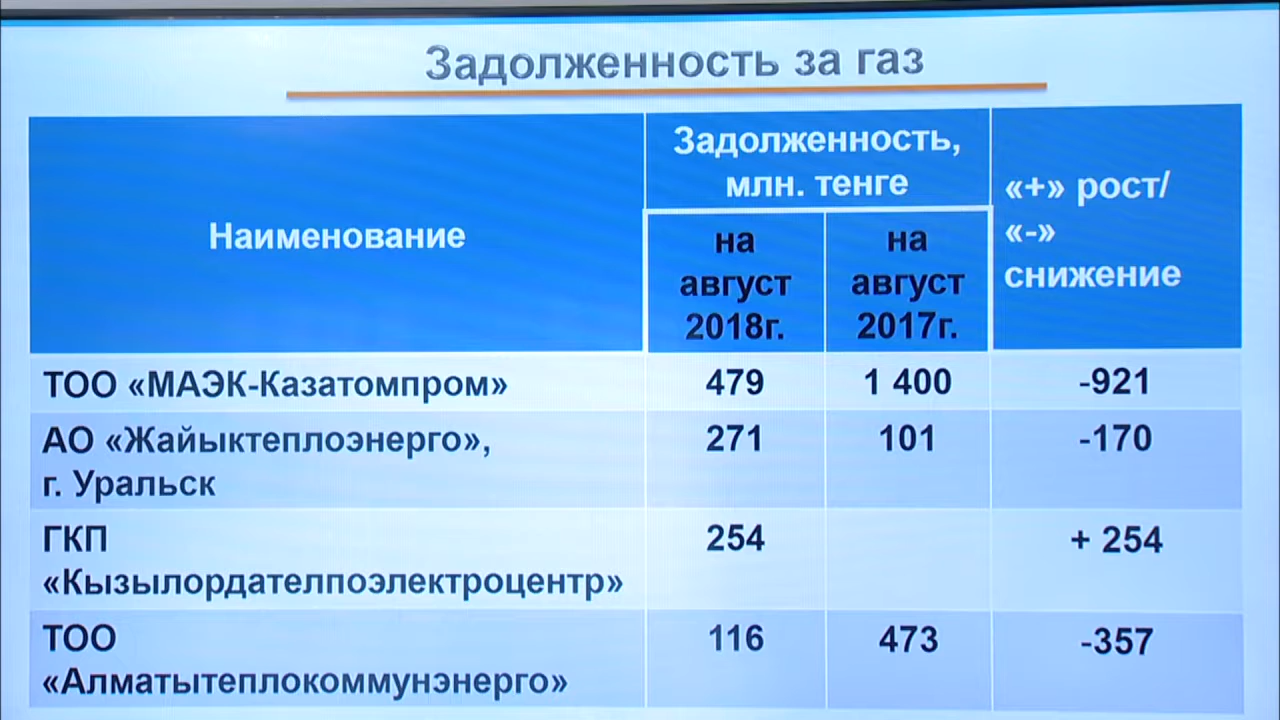 Задолженность за газ
Наименование
Задолженность,
млн. тенге
«+» рост/
«-»
снижение
на
август
2018г.
на
август
2017г.
ТОО «МАЭК-Казатомпром»
479
1 400
-921
АО «Жайыктеплоэнерго»,
г. Уральск
271
101
-170
ГКП
«Кызылордателпоэлектроцентр»
254
+ 254
ТОО
«Алматытеплокоммунэнерго»
116
473
-357